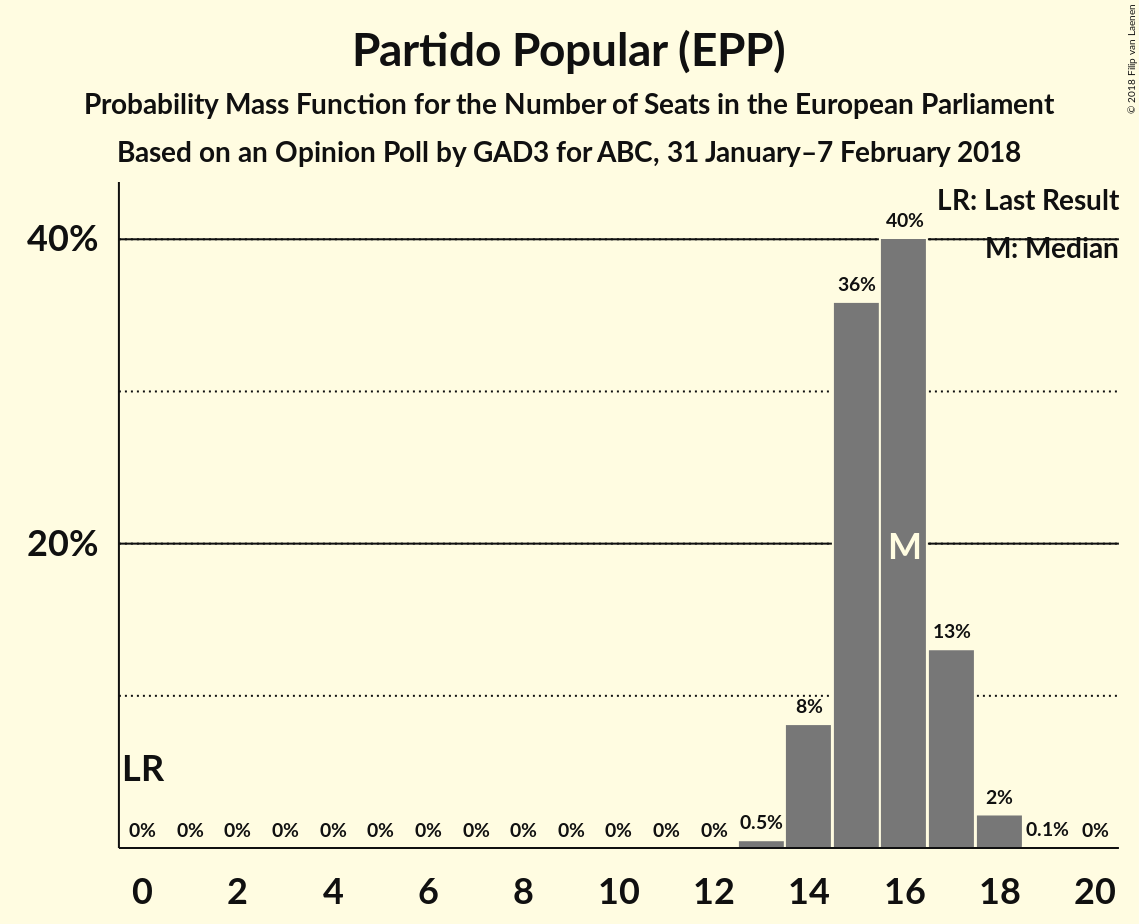 Partido Popular (EPP)
Probability Mass Function for the Number of Seats in the European Parliament
Based on an Opinion Poll by GAD3 for ABC, 31 January–7 February 2018
© 2018 Filip van Laenen
LR: Last Result
M: Median
40%
20%
40%
36%
M
13%
8%
LR
2%
0% 0% 0% 0% 0% 0% 0% 0% 0% 0% 0% 0% 0% 0.5% 0.1% 0%
0 2 4 6 8 10 12 14 16 18 20